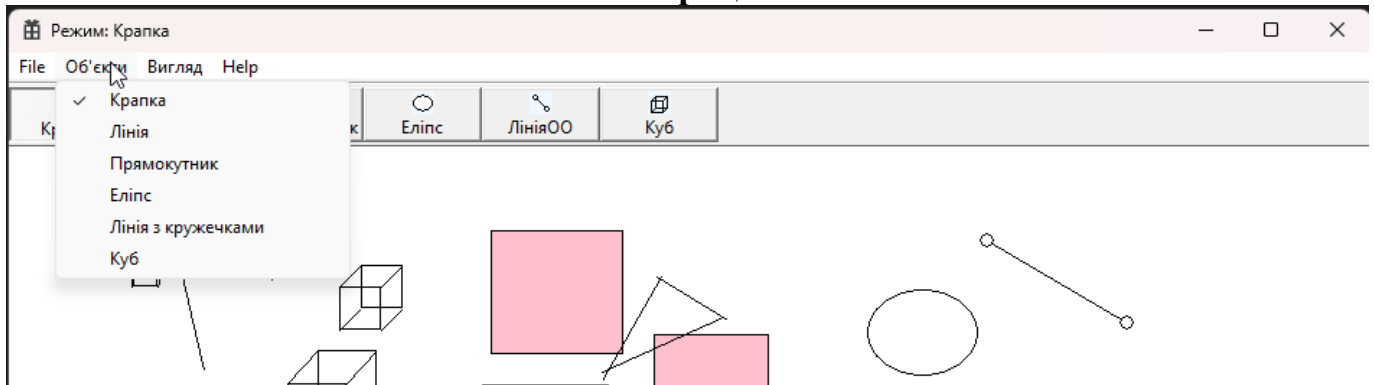 Режим: Крапка
File Об'єкти Вигляд Help
Крапка
Лінія
Прямокутник
Еліпс
Лінія з кружечками
Куб
Еліпс ЛініяОО Куб